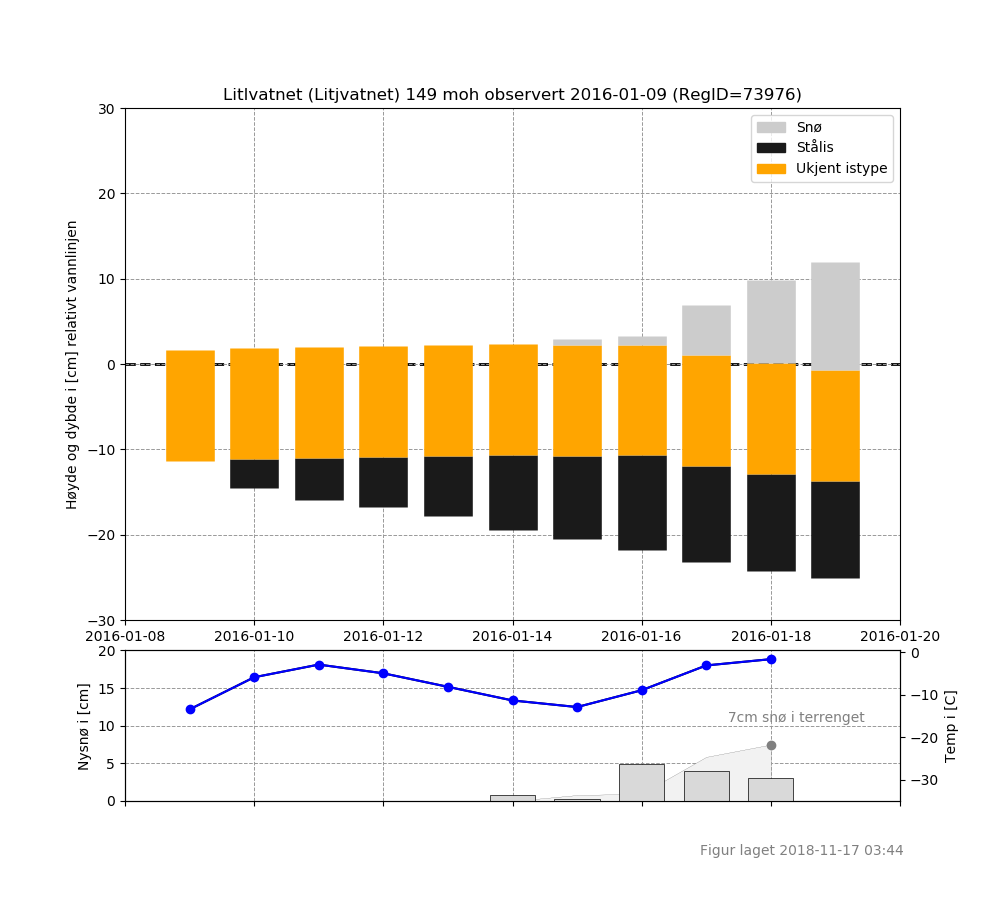 Litlvatnet (Litjvatnet) 149 moh observert 2016-01-09 (RegID=73976)
30
20
10
0
−10
−20
−30
Høyde og dybde i [cm] relativt vannlinjen
Snø
Stålis
Ukjent istype
2016-01-08 2016-01-10 2016-01-12 2016-01-14 2016-01-16 2016-01-18 2016-01-20
20
15
10
5
0
Nysnø i [cm]
7cm snø i terrenget
0
−10
−20
−30
Temp i [C]
Figur laget 2018-11-17 03:44